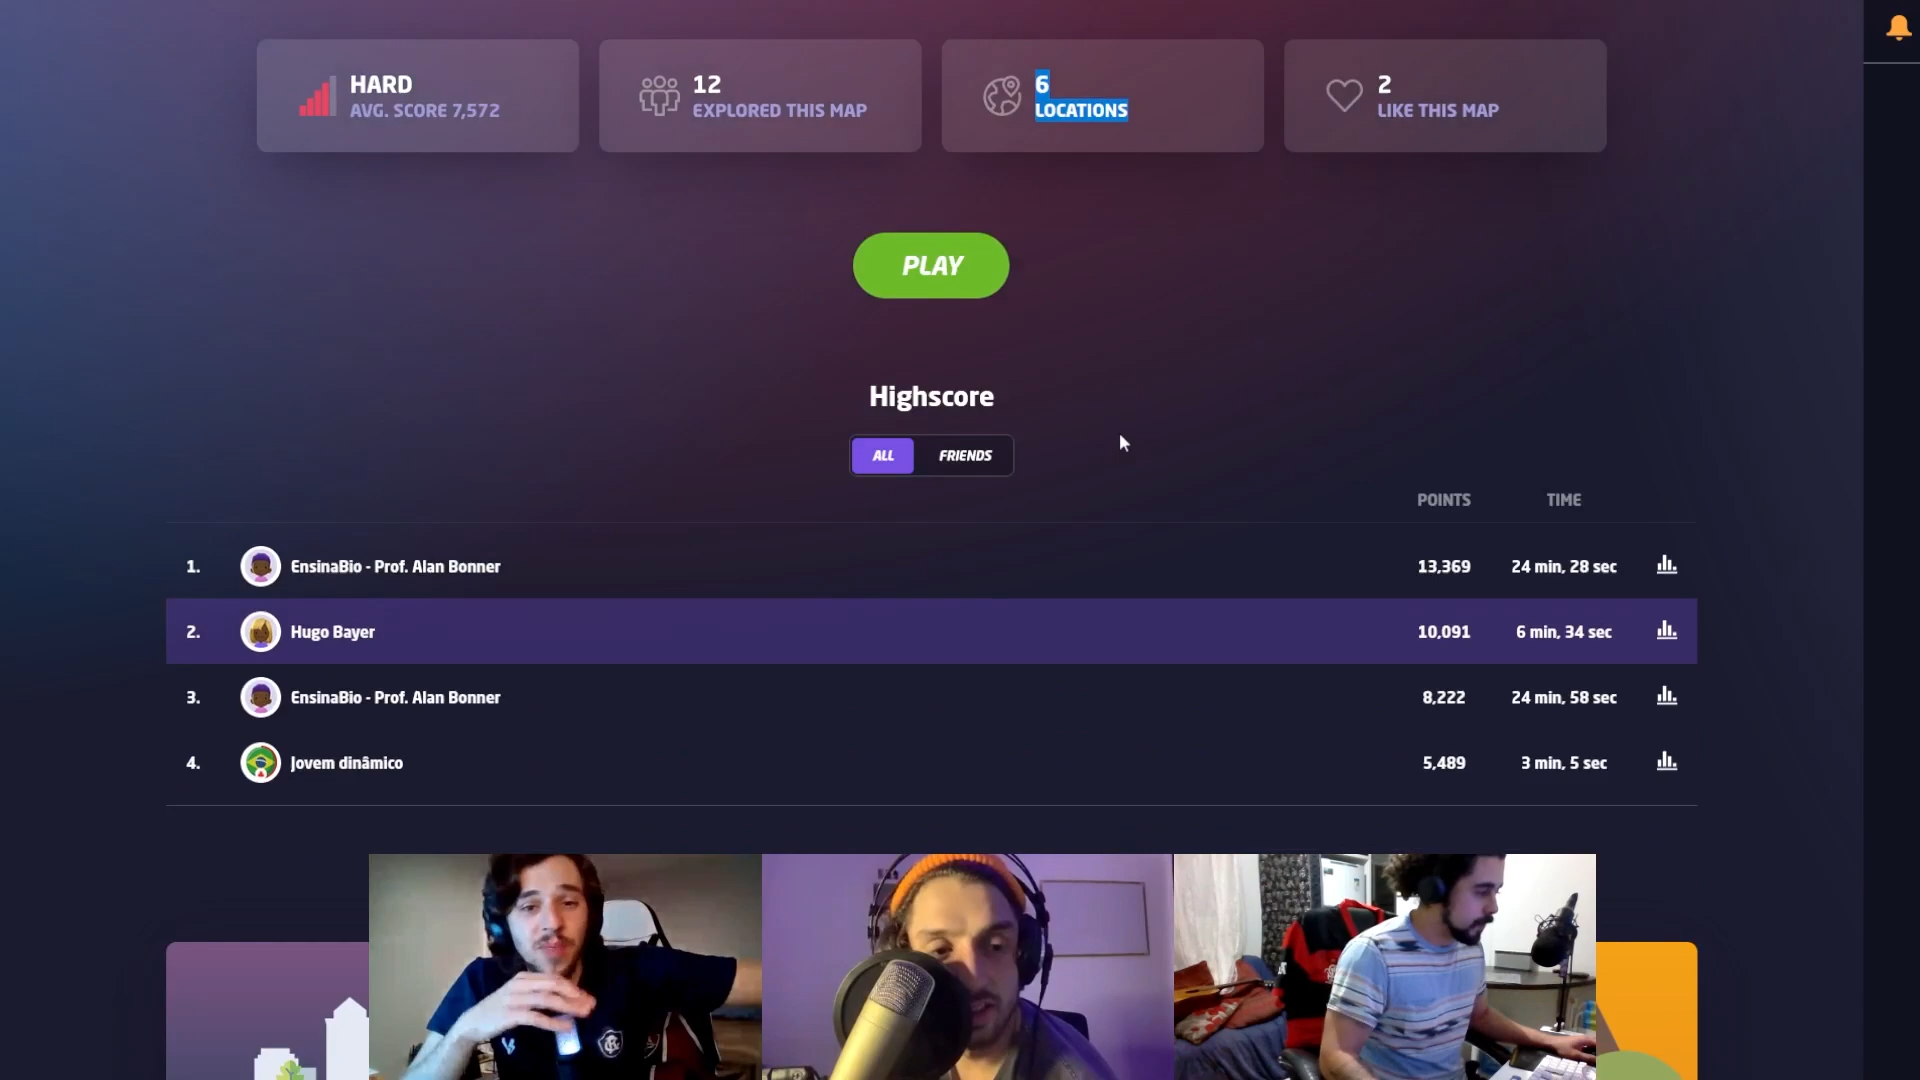 HARD
AVG. SCORE 7,572
12
EXPLORED THIS MAP
6
LOCATIONS
2
LIKE THIS MAP
PLAY
Highscore
ALL FRIENDS
POINTS TIME
1. EnsinaBio - Prof. Alan Bonner 13,369 24 min, 28 sec
2. Hugo Bayer 10,091 6 min, 34 sec
3. EnsinaBio - Prof. Alan Bonner 8,222 24 min, 58 sec
4. Jovem dinâmico 5,489 3 min, 5 sec